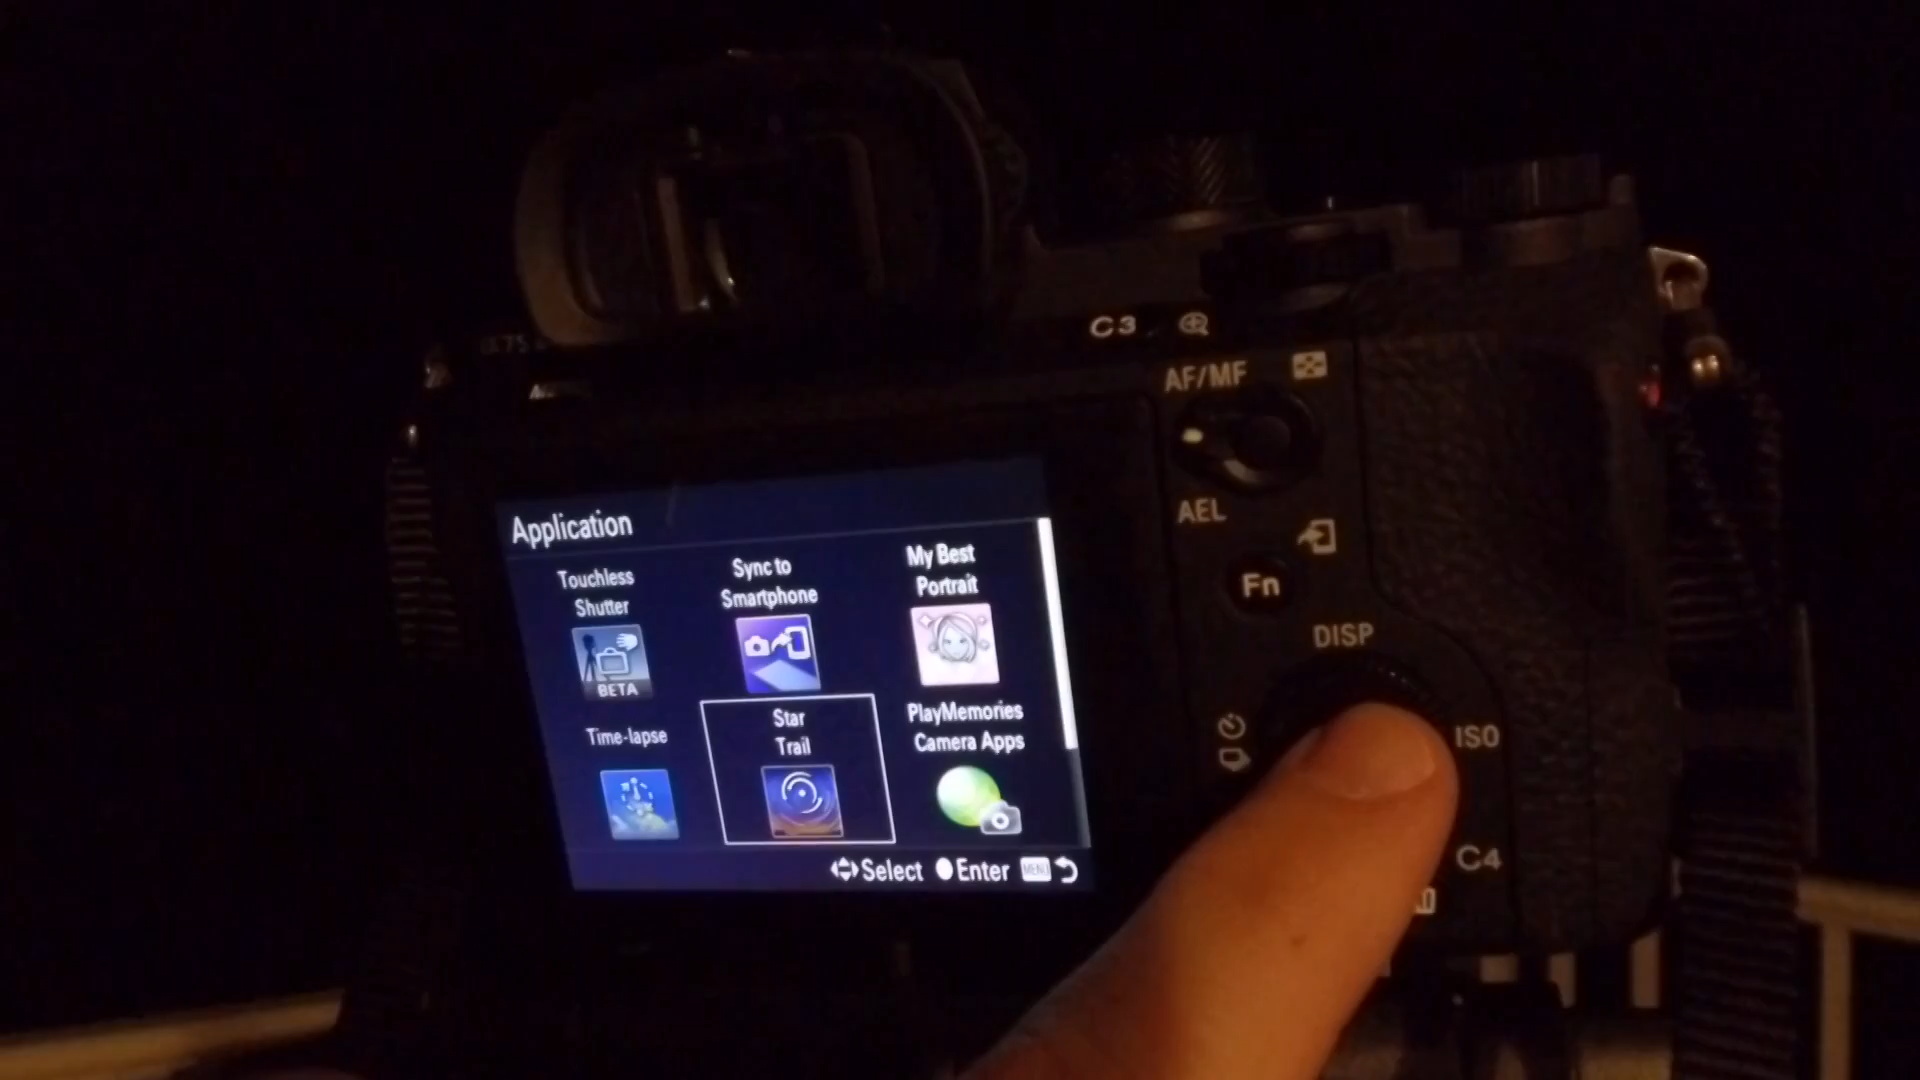 C3
AF/MF
AEL
Fn
DISP
ISO
C4
Application
Touchless
Shutter
BETA
Sync to
Smartphone
My Best
Portrait
Time-lapse
Star
Trail
PlayMemories
Camera Apps
Select
Enter
MENU